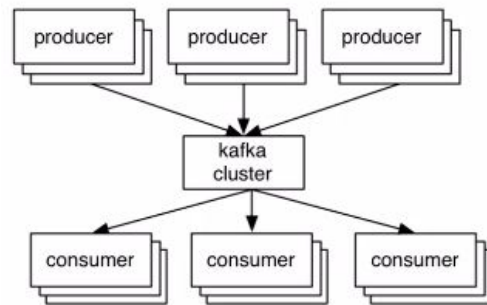 producer
producer
producer
kafka
cluster
consumer
consumer
consumer